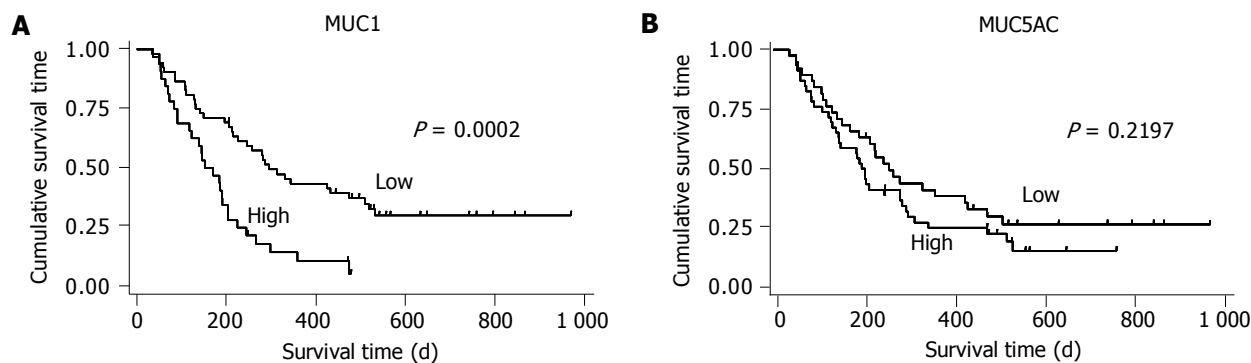 A
MUC1
Cumulative survival time
1.00
0.75
0.50
0.25
0.00
P = 0.0002
Low
High
0 200 400 600 800 1 000
Survival time (d)
B
MUC5AC
Cumulative survival time
1.00
0.75
0.50
0.25
0.00
P = 0.2197
Low
High
0 200 400 600 800 1 000
Survival time (d)